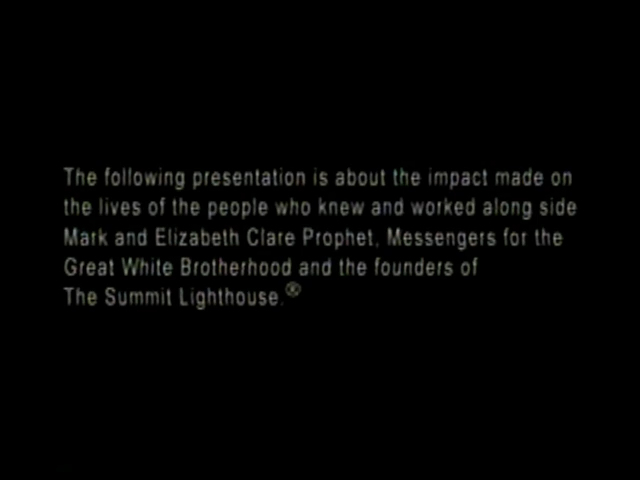 The following presentation is about the impact made on
the lives of the people who knew and worked along side
Mark and Elizabeth Clare Prophet, Messengers for the
Great White Brotherhood and the founders of
The Summit Lighthouse.®